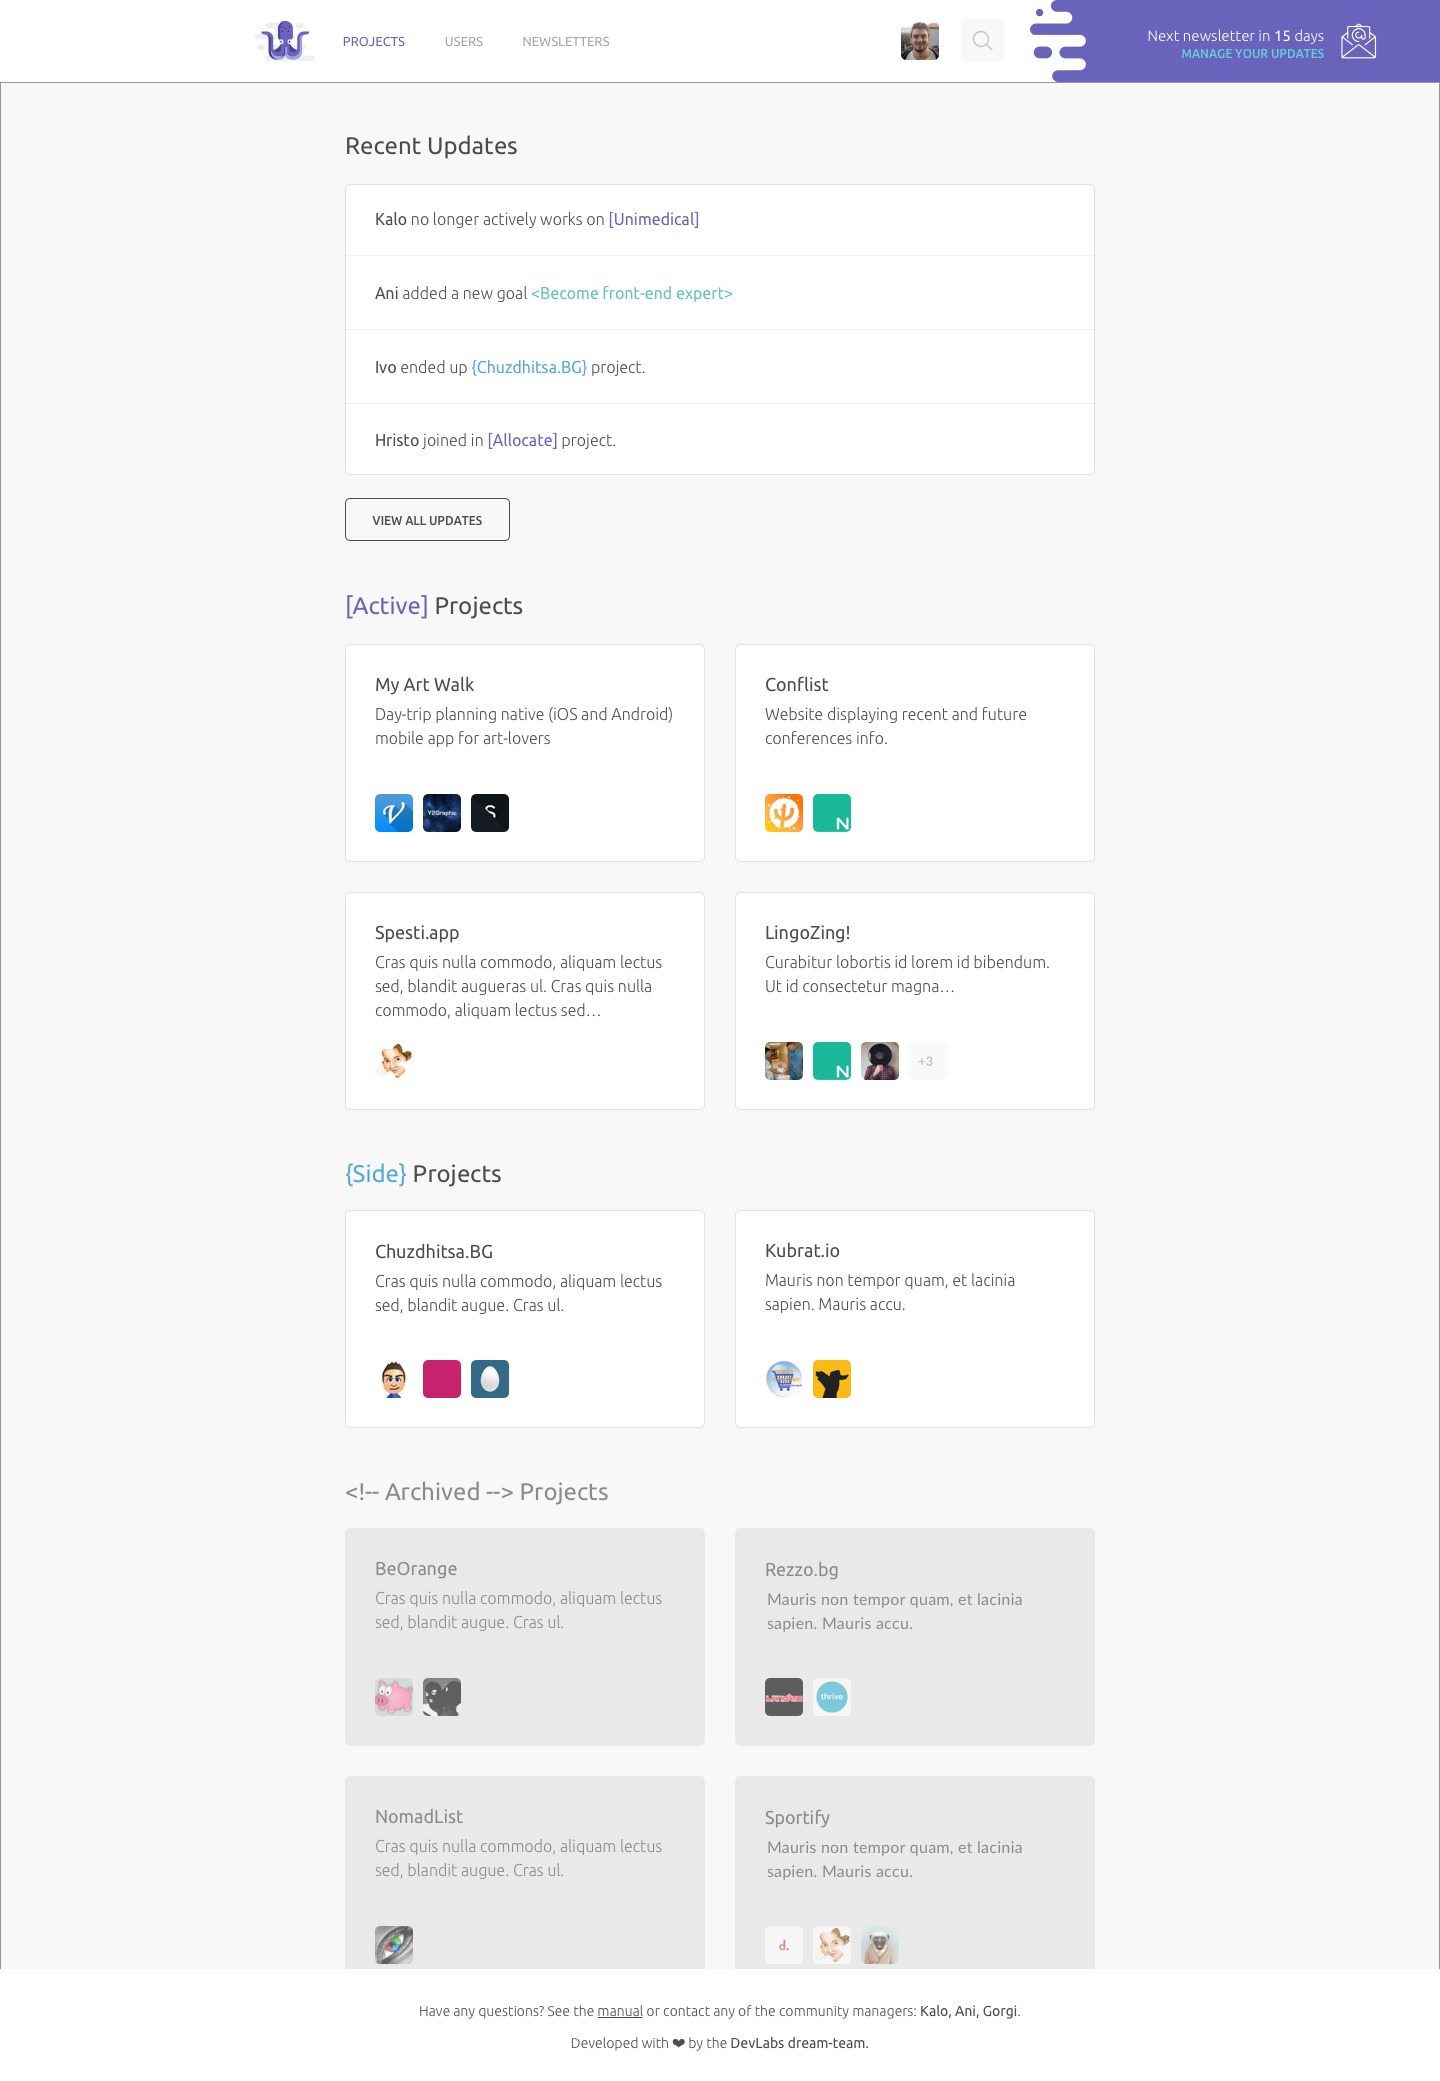 PROJECTS USERS NEWSLETTERS
Next newsletter in 15 days
MANAGE YOUR UPDATES
Recent Updates
Kalo no longer actively works on [Unimedical]
Ani added a new goal <Become front-end expert>
Ivo ended up {Chuzdhitsa.BG} project.
Hristo joined in [Allocate] project.
VIEW ALL UPDATES
[Active] Projects
My Art Walk
Day-trip planning native (iOS and Android)
mobile app for art-lovers
Y2Graphic
Conflist
Website displaying recent and future
conferences info.
N
Spesti.app
Cras quis nulla commodo, aliquam lectus
sed, blandit augueras ul. Cras quis nulla
commodo, aliquam lectus sed…
LingoZing!
Curabitur lobortis id lorem id bibendum.
Ut id consectetur magna…
N
+3
{Side} Projects
Chuzdhitsa.BG
Cras quis nulla commodo, aliquam lectus
sed, blandit augue. Cras ul.
Kubrat.io
Mauris non tempor quam, et lacinia
sapien. Mauris accu.
<!-- Archived --> Projects
BeOrange
Cras quis nulla commodo, aliquam lectus
sed, blandit augue. Cras ul.
Rezzo.bg
Mauris non tempor quam, et lacinia
sapien. Mauris accu.
thrive
NomadList
Cras quis nulla commodo, aliquam lectus
sed, blandit augue. Cras ul.
Sportify
Mauris non tempor quam, et lacinia
sapien. Mauris accu.
d.
Have any questions? See the manual or contact any of the community managers: Kalo, Ani, Gorgi.
Developed with ❤ by the DevLabs dream-team.